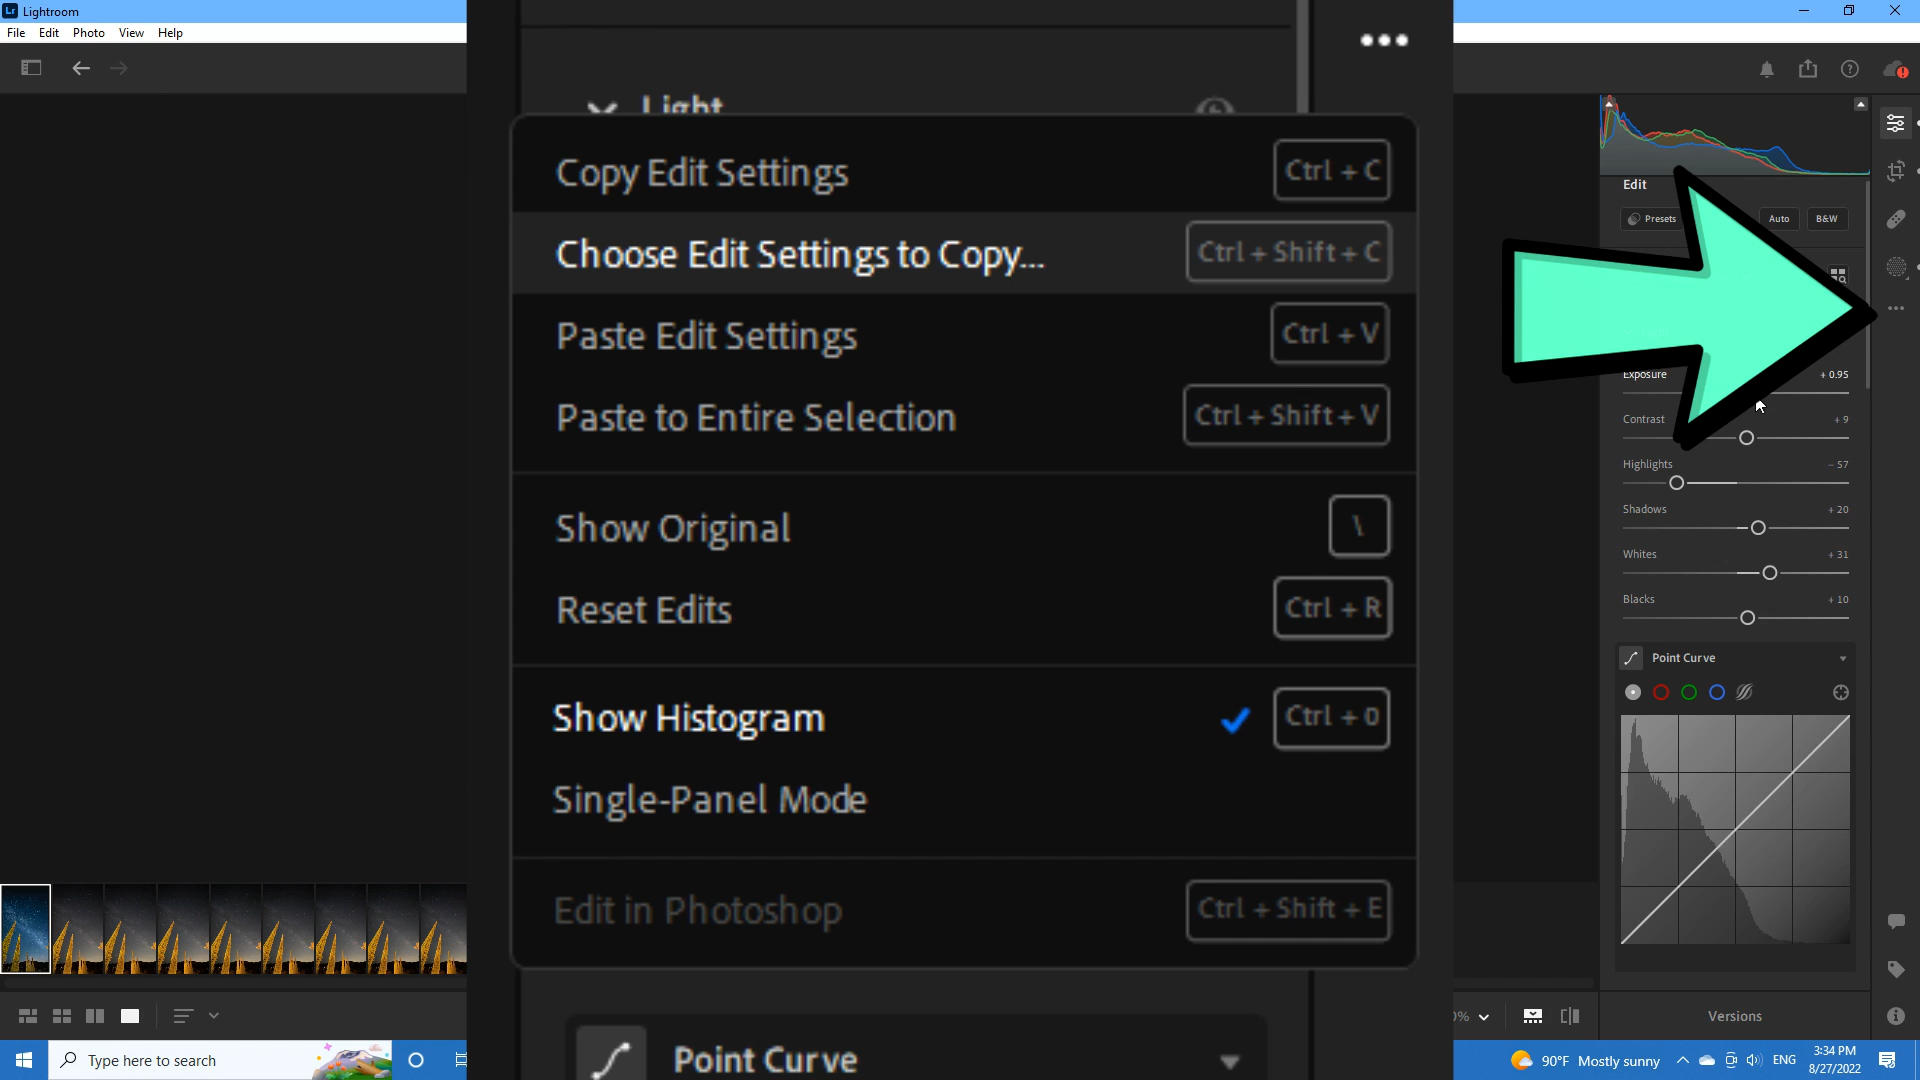 Lr Lightroom
File Edit Photo View Help
Light
Copy Edit Settings Ctrl + C
Choose Edit Settings to Copy... Ctrl + Shift + C
Paste Edit Settings Ctrl + V
Paste to Entire Selection Ctrl + Shift + V
Show Original \
Reset Edits Ctrl + R
Show Histogram Ctrl + 0
Single-Panel Mode
Edit in Photoshop Ctrl + Shift + E
Point Curve
Edit
Presets Auto B&W
Exposure + 0.95
Contrast + 9
Highlights – 57
Shadows + 20
Whites + 31
Blacks + 10
Point Curve
% Versions
Type here to search
90°F Mostly sunny ENG 3:34 PM
8/27/2022